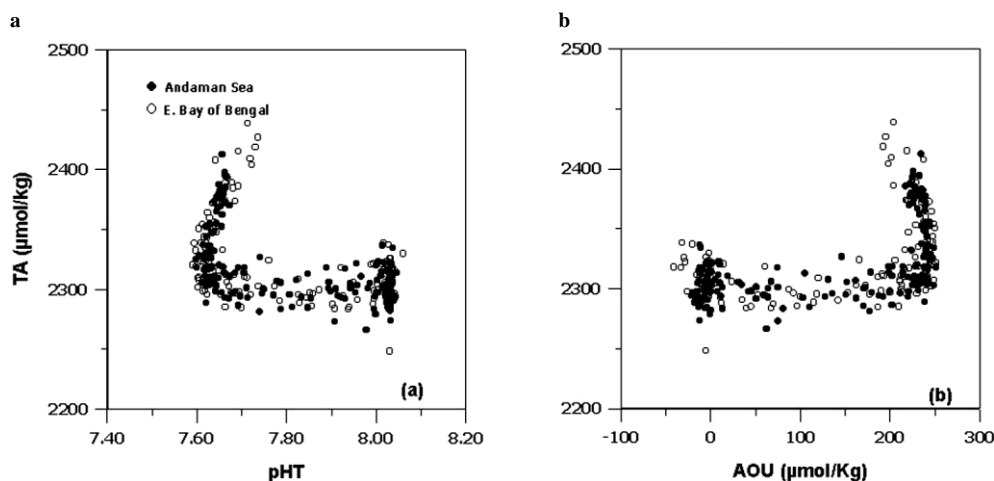 a
b
2500
2400
2300
2200
TA (µmol/kg)
Andaman Sea
E. Bay of Bengal
(a)
7.40
7.60
7.80
8.00
8.20
pHT
2500
2400
2300
2200
(b)
-100
0
100
200
300
AOU (µmol/Kg)